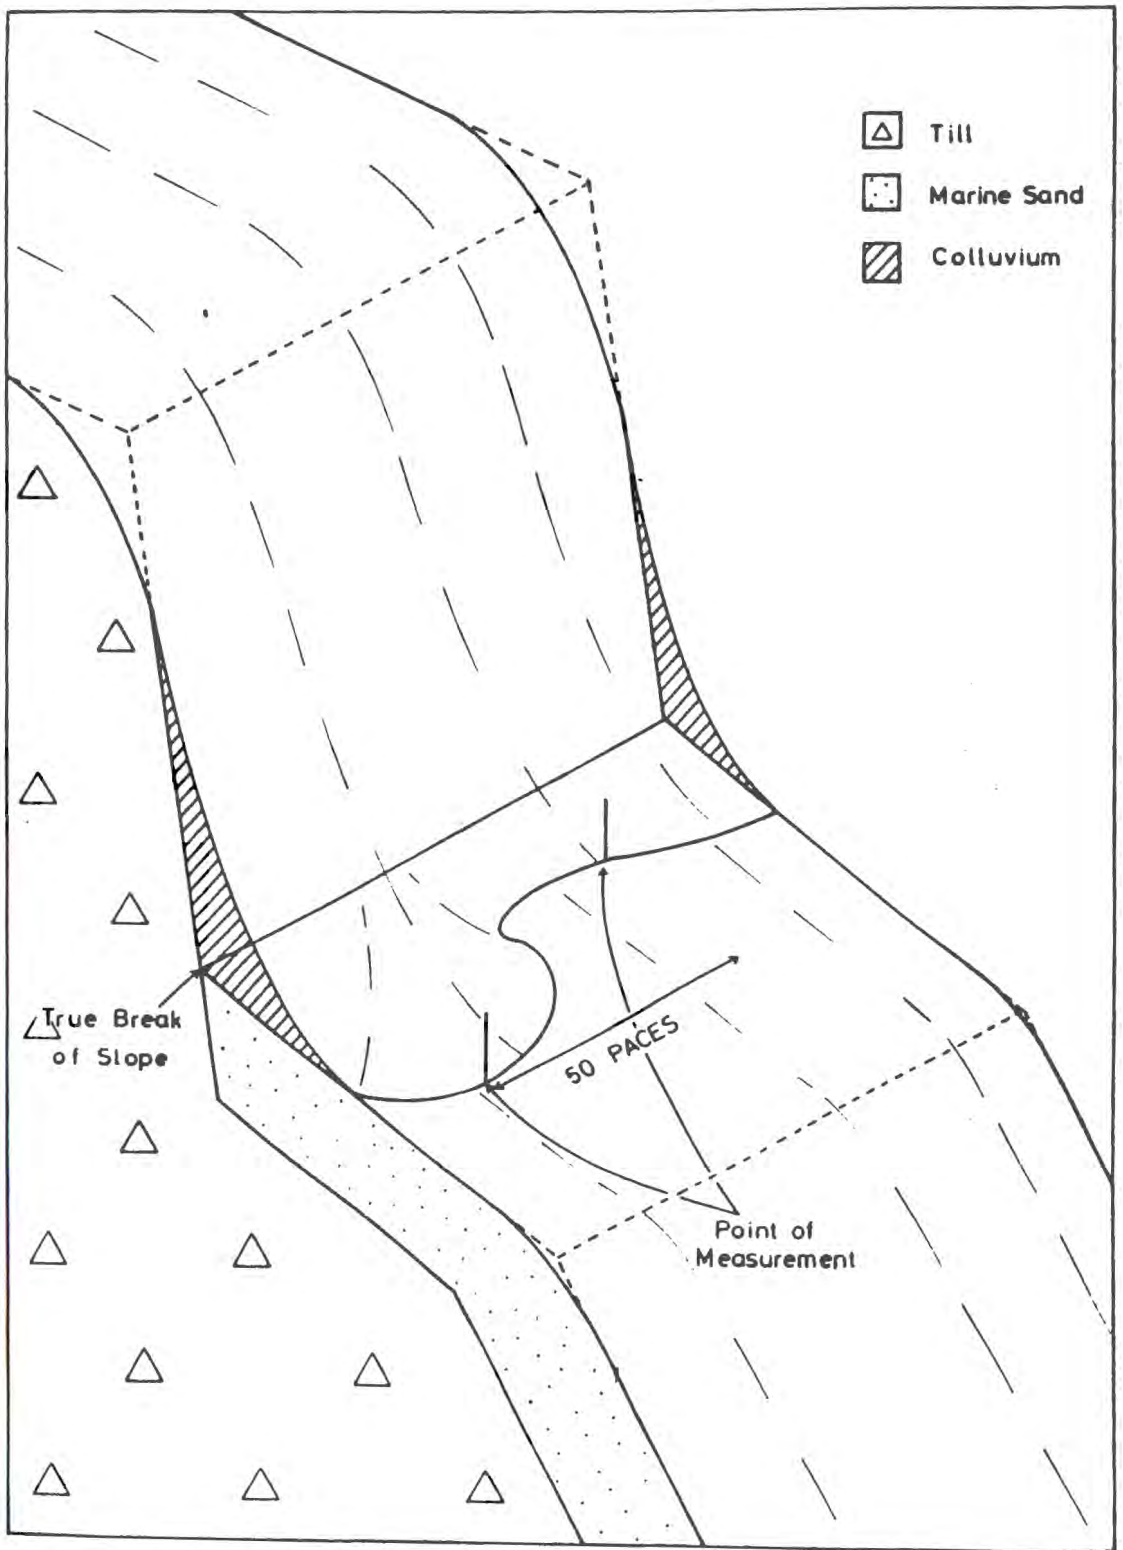 Till
Marine Sand
Colluvium
True Break
of Slope
50 PACES
Point of
Measurement